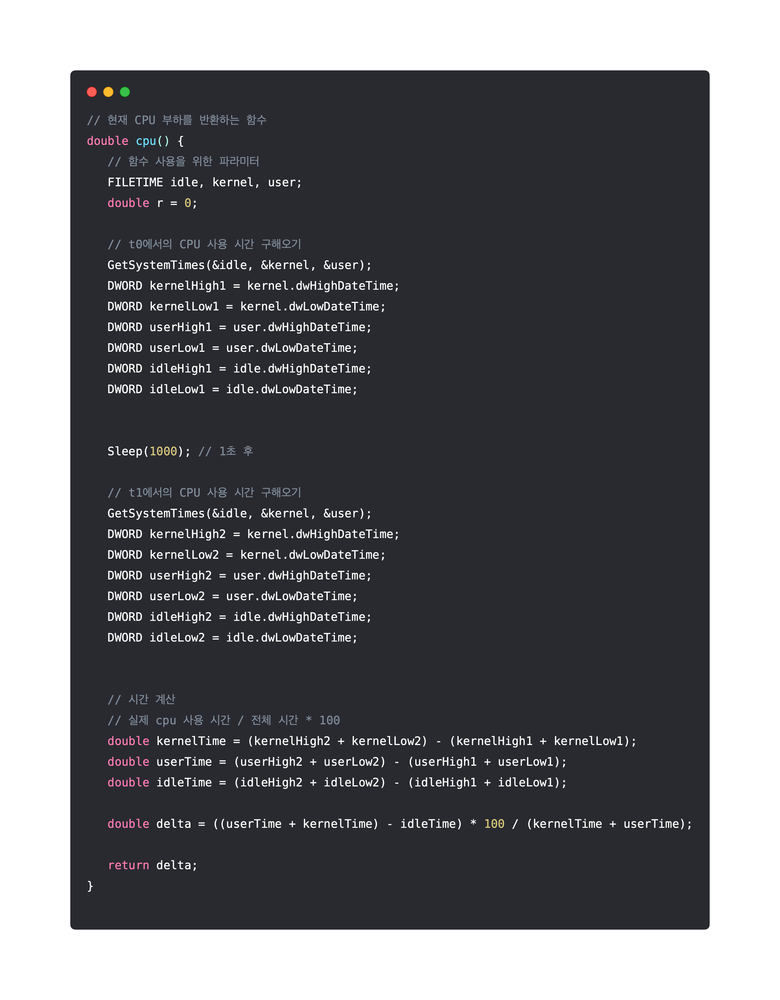 // 현재 CPU 부하를 반환하는 함수
double cpu() {
   // 함수 사용을 위한 파라미터
   FILETIME idle, kernel, user;
   double r = 0;

   // t0에서의 CPU 사용 시간 구해오기
   GetSystemTimes(&idle, &kernel, &user);
   DWORD kernelHigh1 = kernel.dwHighDateTime;
   DWORD kernelLow1 = kernel.dwLowDateTime;
   DWORD userHigh1 = user.dwHighDateTime;
   DWORD userLow1 = user.dwLowDateTime;
   DWORD idleHigh1 = idle.dwHighDateTime;
   DWORD idleLow1 = idle.dwLowDateTime;

   Sleep(1000); // 1초 후

   // t1에서의 CPU 사용 시간 구해오기
   GetSystemTimes(&idle, &kernel, &user);
   DWORD kernelHigh2 = kernel.dwHighDateTime;
   DWORD kernelLow2 = kernel.dwLowDateTime;
   DWORD userHigh2 = user.dwHighDateTime;
   DWORD userLow2 = user.dwLowDateTime;
   DWORD idleHigh2 = idle.dwHighDateTime;
   DWORD idleLow2 = idle.dwLowDateTime;

   // 시간 계산
   // 실제 cpu 사용 시간 / 전체 시간 * 100
   double kernelTime = (kernelHigh2 + kernelLow2) - (kernelHigh1 + kernelLow1);
   double userTime = (userHigh2 + userLow2) - (userHigh1 + userLow1);
   double idleTime = (idleHigh2 + idleLow2) - (idleHigh1 + idleLow1);

   double delta = ((userTime + kernelTime) - idleTime) * 100 / (kernelTime + userTime);

   return delta;
}